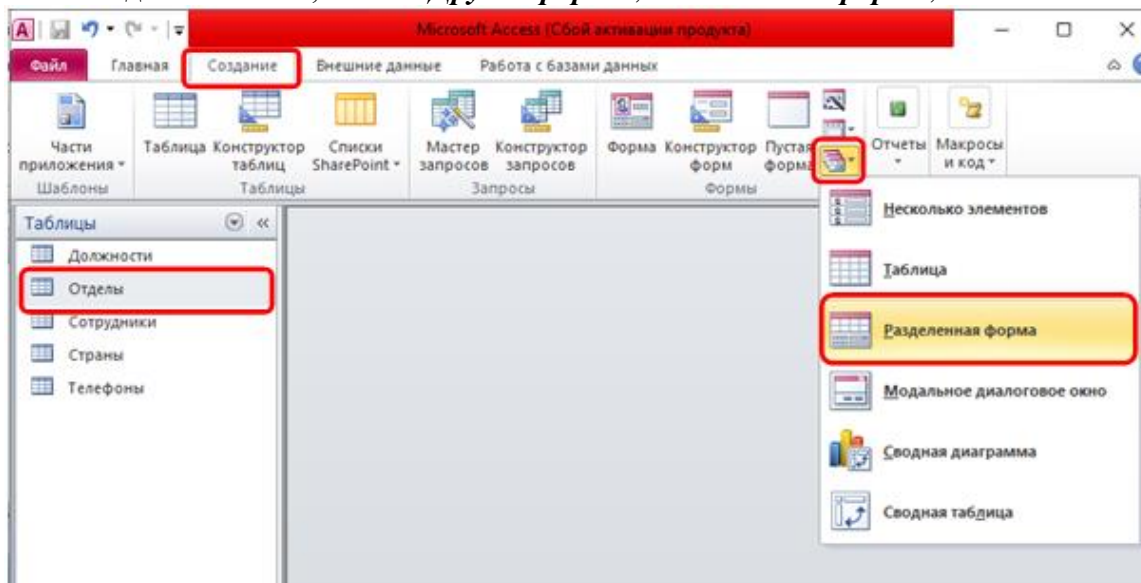 Microsoft Access (Сбой активации продукта)
Файл Главная Создание Внешние данные Работа с базами данных
Части приложения
Таблица
Конструктор таблиц
Списки SharePoint
Мастер запросов
Конструктор запросов
Форма
Конструктор форм
Пустая форма
Отчеты
Макросы и код
Шаблоны
Таблицы
Запросы
Формы
Таблицы
Должности
Отделы
Сотрудники
Страны
Телефоны
Несколько элементов
Таблица
Разделенная форма
Модальное диалоговое окно
Сводная диаграмма
Сводная таблица